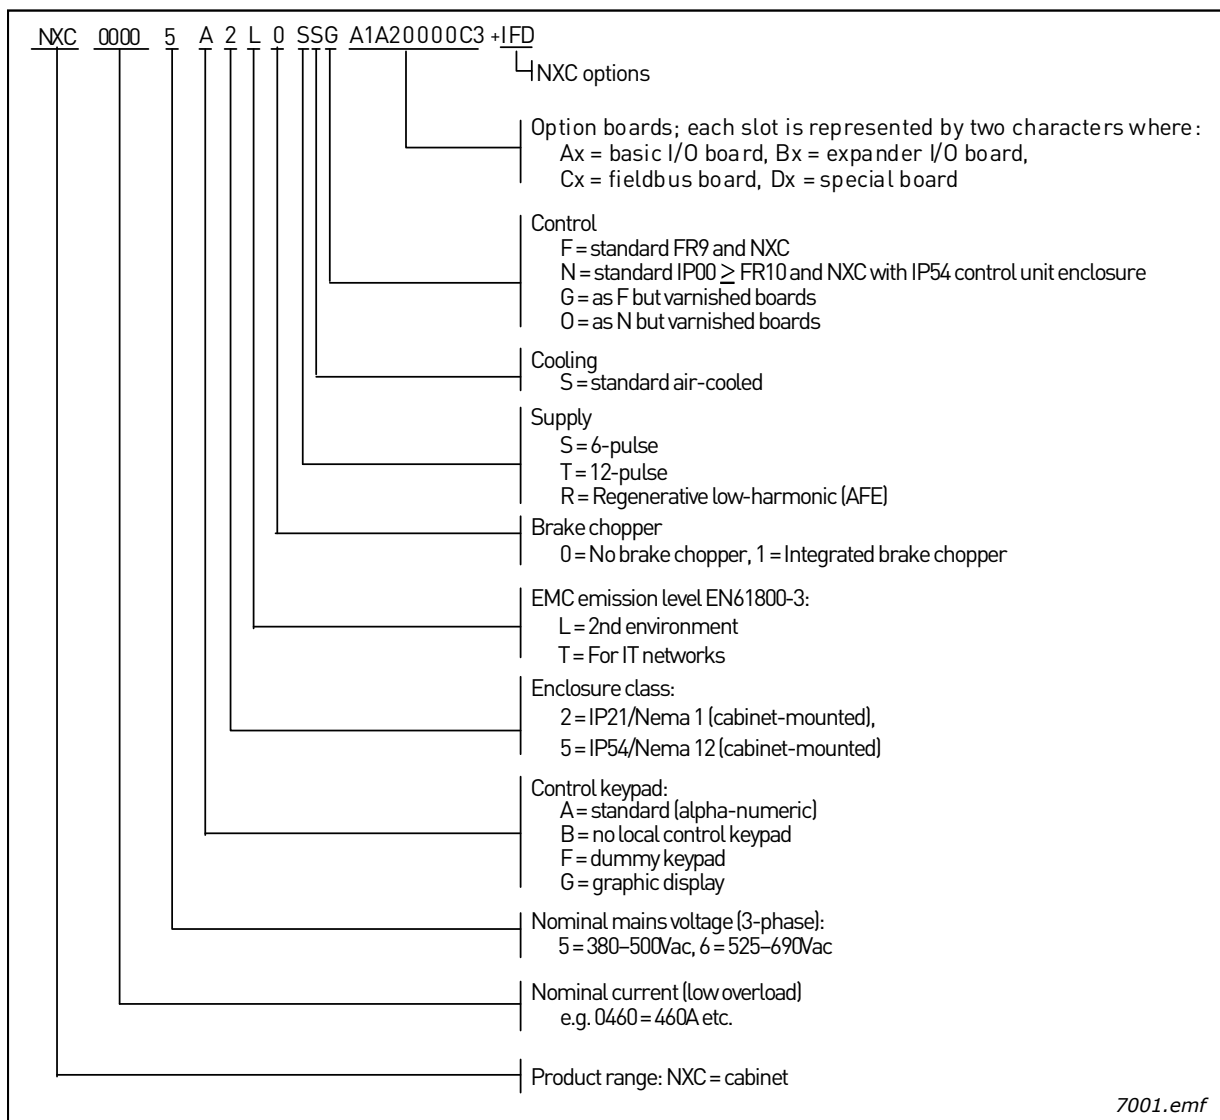 NXC 0000 5 A 2 L 0 SSG A1A20000C3 +IFD
NXC options
Option boards; each slot is represented by two characters where:
Ax = basic I/O board, Bx = expander I/O board,
Cx = fieldbus board, Dx = special board
Control
F = standard FR9 and NXC
N = standard IP00 ≥ FR10 and NXC with IP54 control unit enclosure
G = as F but varnished boards
O = as N but varnished boards
Cooling
S = standard air-cooled
Supply
S = 6-pulse
T = 12-pulse
R = Regenerative low-harmonic (AFE)
Brake chopper
0 = No brake chopper, 1 = Integrated brake chopper
EMC emission level EN61800-3:
L = 2nd environment
T = For IT networks
Enclosure class:
2 = IP21/Nema 1 (cabinet-mounted),
5 = IP54/Nema 12 (cabinet-mounted)
Control keypad:
A = standard (alpha-numeric)
B = no local control keypad
F = dummy keypad
G = graphic display
Nominal mains voltage (3-phase):
5 = 380–500Vac, 6 = 525–690Vac
Nominal current (low overload)
e.g. 0460 = 460A etc.
Product range: NXC = cabinet
7001.emf